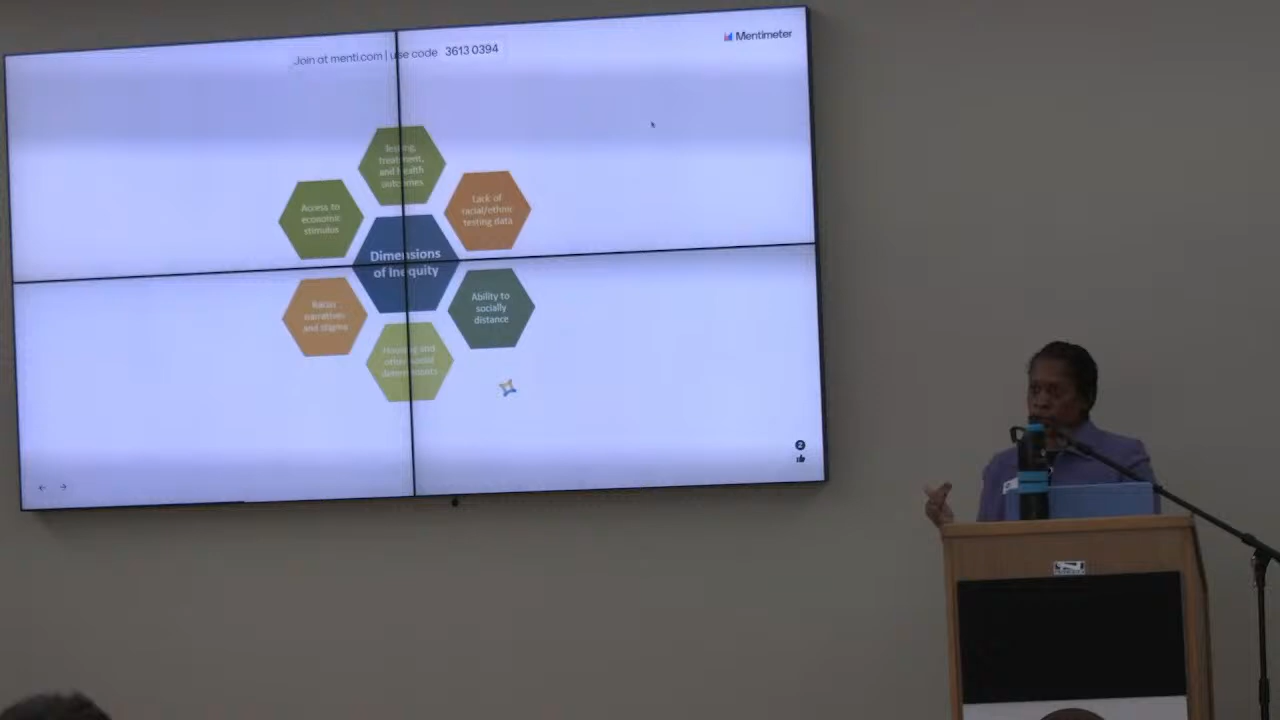 Join at menti.com | use code 3613 0394
Mentimeter
Testing,
treatment,
and health
outcomes
Access to
economic
stimulus
Lack of
racial/ethnic
testing data
Dimensions
of Inequity
Racist
narratives
and stigma
Ability to
socially
distance
Housing and
other social
determinants
2